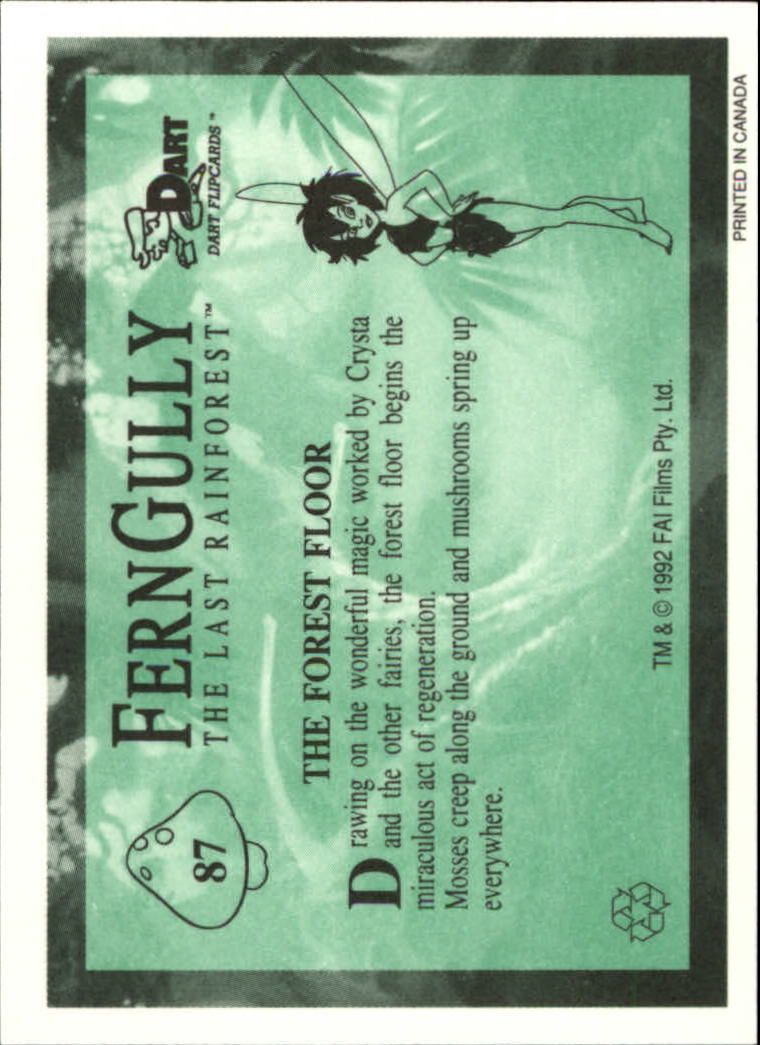 87
FERNGULLY
THE LAST RAINFOREST™
DART
DART FLIPCARDS™
THE FOREST FLOOR
Drawing on the wonderful magic worked by Crysta
and the other fairies, the forest floor begins the
miraculous act of regeneration.
Mosses creep along the ground and mushrooms spring up
everywhere.
TM & © 1992 FAI Films Pty. Ltd.
PRINTED IN CANADA